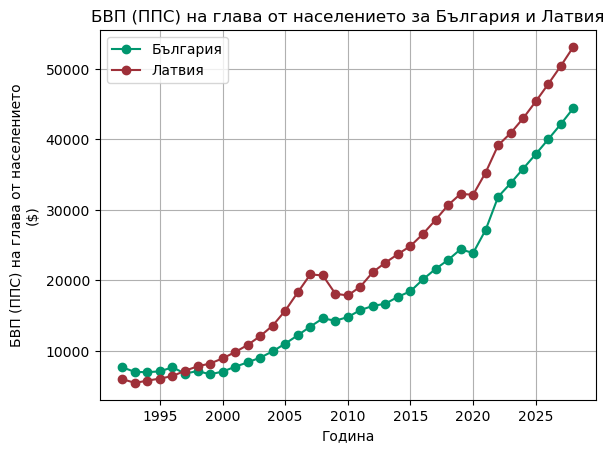 БВП (ППС) на глава от населението за България и Латвия
България
Латвия
БВП (ППС) на глава от населението
($)
50000
40000
30000
20000
10000
1995
2000
2005
2010
2015
2020
2025
Година